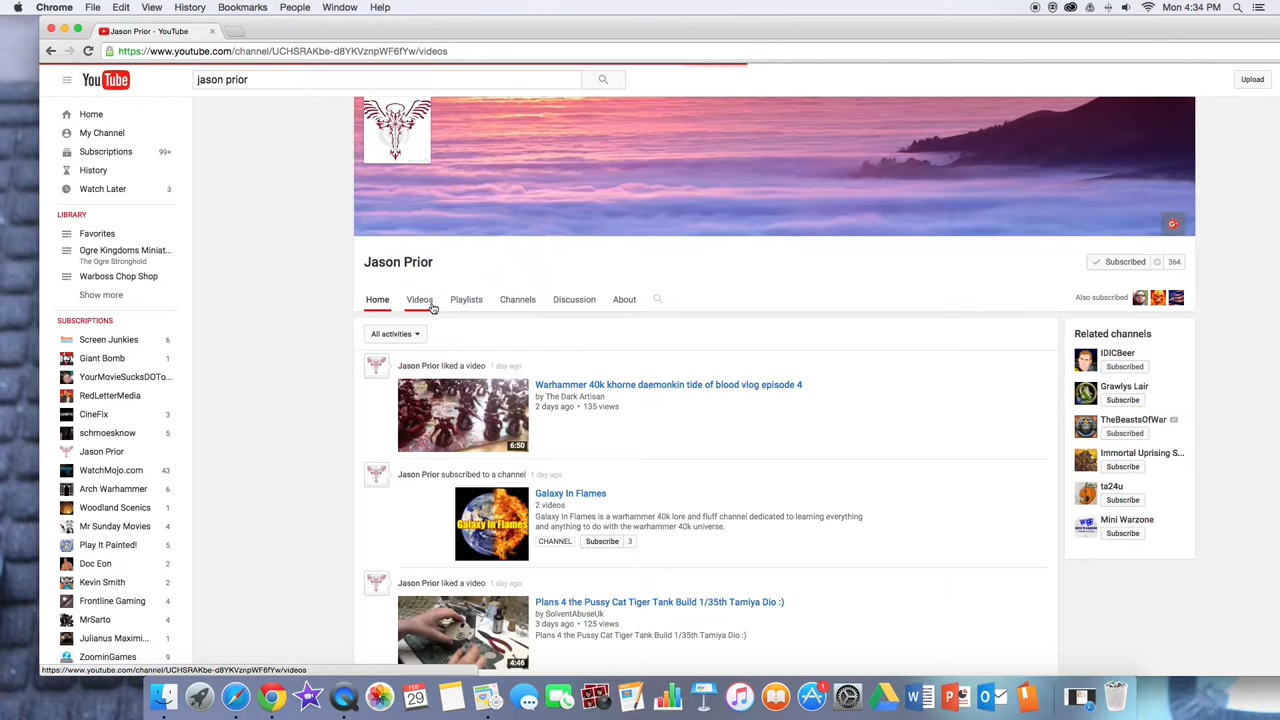 Chrome File Edit View History Bookmarks People Window Help Mon 4:34 PM
Jason Prior - YouTube
https://www.youtube.com/channel/UCHSRAKbe-d8YKVznpWF6fYw/videos
YouTube jason prior Upload
Home
My Channel
Subscriptions 99+
History
Watch Later 3
LIBRARY
Favorites
Ogre Kingdoms Miniat...
The Ogre Stronghold
Warboss Chop Shop
Show more
SUBSCRIPTIONS
Screen Junkies 6
Giant Bomb 1
YourMovieSucksDOTo...
RedLetterMedia
CineFix 3
schmoesknow 5
Jason Prior
WatchMojo.com 43
Arch Warhammer 6
Woodland Scenics 1
Mr Sunday Movies 4
Play It Painted! 5
Doc Eon 2
Kevin Smith 2
Frontline Gaming 4
MrSarto 4
Julianus Maximi... 1
ZoominGames 9
Jason Prior
Subscribed 364
Home Videos Playlists Channels Discussion About
Also subscribed
All activities
Jason Prior liked a video 1 day ago
Warhammer 40k khorne daemonkin tide of blood vlog episode 4
by The Dark Artisan
2 days ago • 135 views
6:50
Jason Prior subscribed to a channel 1 day ago
Galaxy In Flames
Galaxy In Flames
2 videos
Galaxy In Flames is a warhammer 40k lore and fluff channel dedicated to learning everything
and anything to do with the warhammer 40k universe.
CHANNEL Subscribe 3
Jason Prior liked a video 1 day ago
Plans 4 the Pussy Cat Tiger Tank Build 1/35th Tamiya Dio :)
by SolventAbuseUk
3 days ago • 125 views
Plans 4 the Pussy Cat Tiger Tank Build 1/35th Tamiya Dio :)
4:46
Related channels
IDICBeer
Subscribed
Grawlys Lair
Subscribe
TheBeastsOfWar
Subscribed
Immortal Uprising S...
Subscribe
ta24u
Subscribe
Mini Warzone
Subscribe
https://www.youtube.com/channel/UCHSRAKbe-d8YKVznpWF6fYw/videos
FEB
29
1